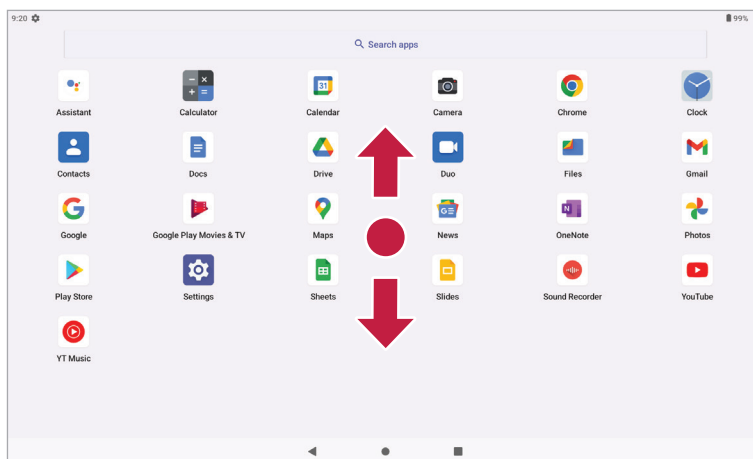 9:20 99%
Search apps
Assistant Calculator Calendar Camera Chrome Clock
Contacts Docs Drive Duo Files Gmail
Google Google Play Movies & TV Maps News OneNote Photos
Play Store Settings Sheets Slides Sound Recorder YouTube
YT Music